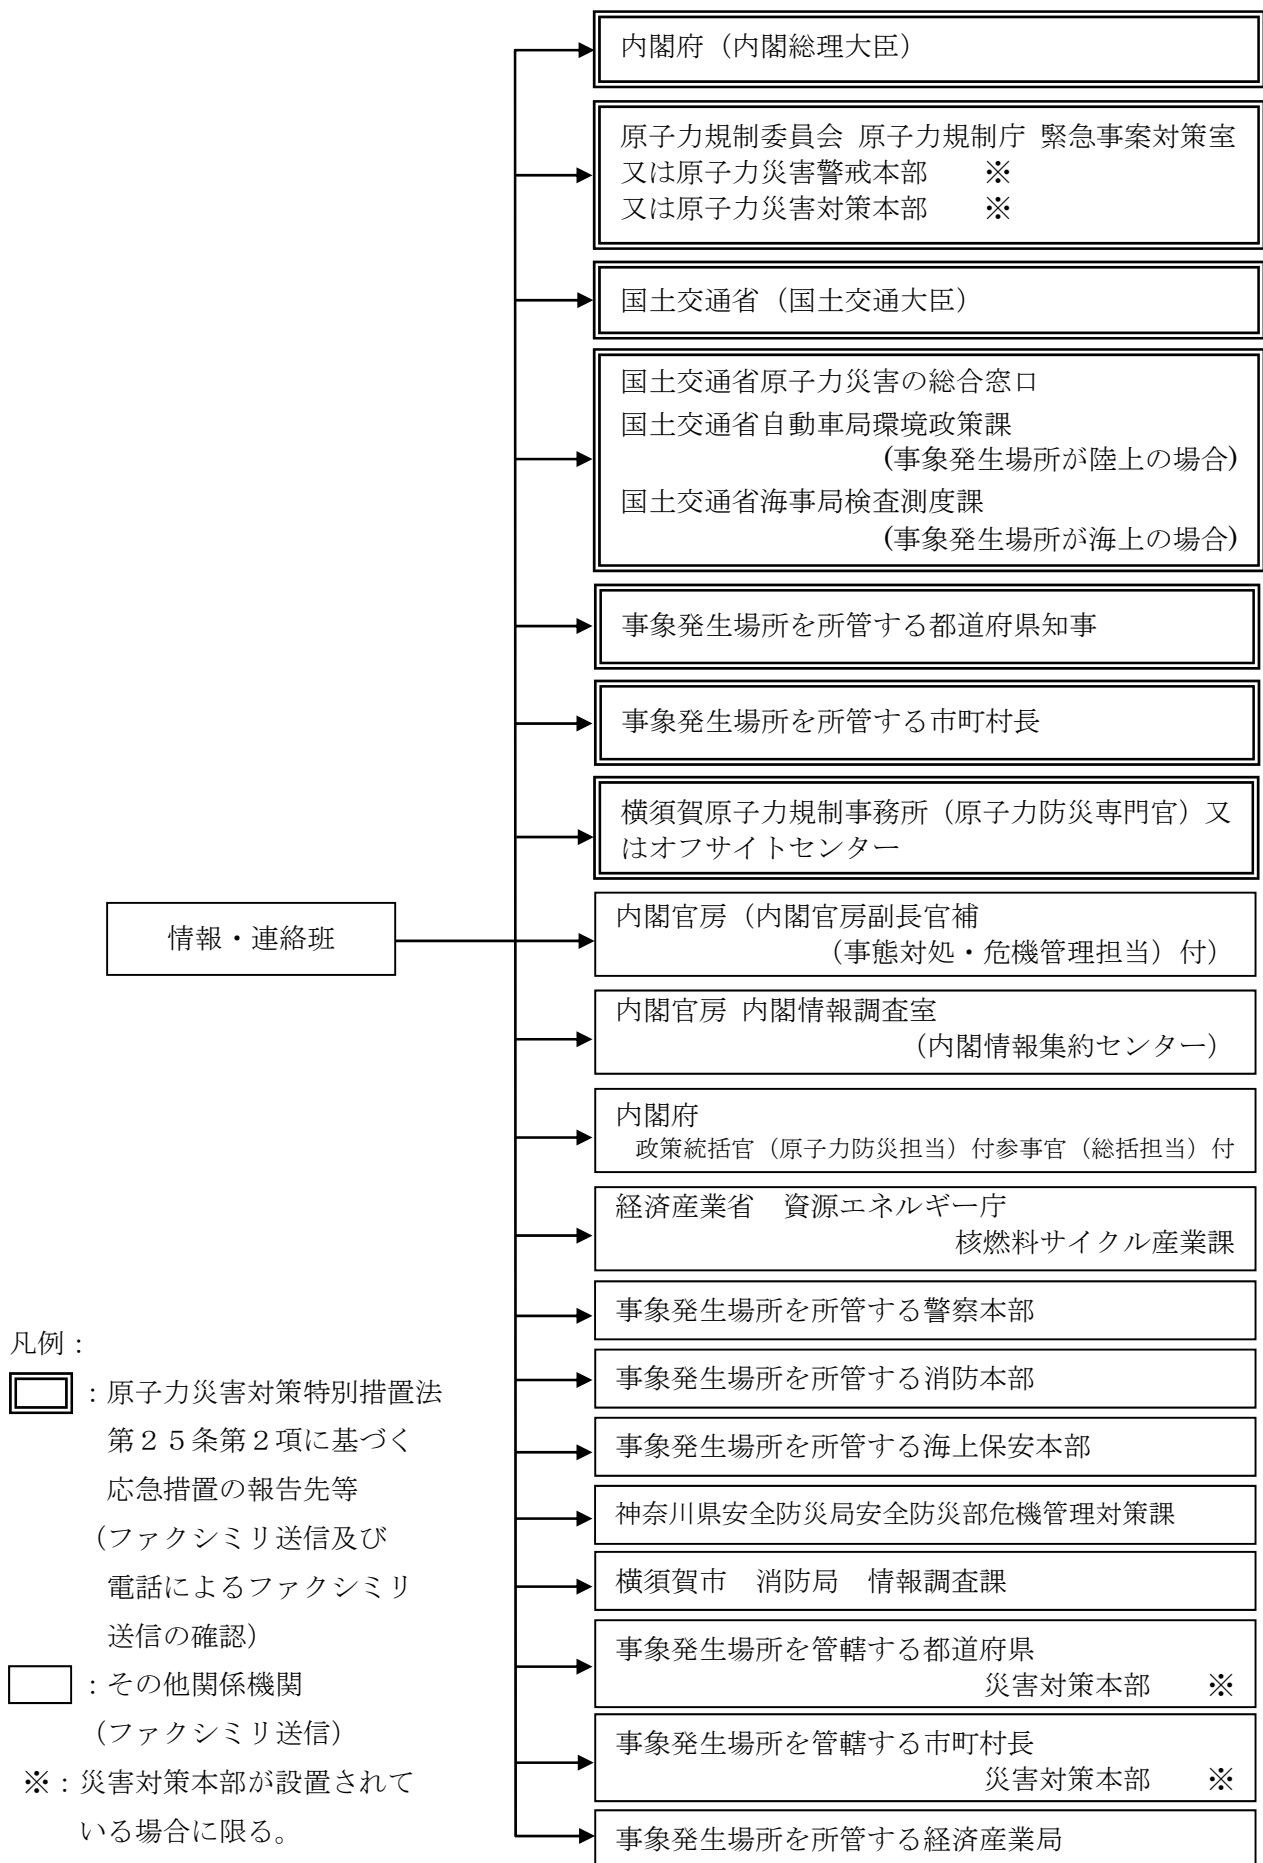 内閣府（内閣総理大臣）
原子力規制委員会 原子力規制庁 緊急事案対策室
又は原子力災害警戒本部　　※
又は原子力災害対策本部　　※
国土交通省（国土交通大臣）
国土交通省原子力災害の総合窓口
国土交通省自動車局環境政策課
(事象発生場所が陸上の場合)
国土交通省海事局検査測度課
(事象発生場所が海上の場合)
事象発生場所を所管する都道府県知事
事象発生場所を所管する市町村長
横須賀原子力規制事務所（原子力防災専門官）又
はオフサイトセンター
情報・連絡班
内閣官房（内閣官房副長官補
（事態対処・危機管理担当）付）
内閣官房 内閣情報調査室
（内閣情報集約センター）
内閣府
政策統括官（原子力防災担当）付参事官（総括担当）付
経済産業省　資源エネルギー庁
核燃料サイクル産業課
事象発生場所を所管する警察本部
事象発生場所を所管する消防本部
事象発生場所を所管する海上保安本部
神奈川県安全防災局安全防災部危機管理対策課
横須賀市　消防局　情報調査課
事象発生場所を管轄する都道府県
災害対策本部　　※
事象発生場所を管轄する市町村長
災害対策本部　　※
事象発生場所を所管する経済産業局
凡例：
：原子力災害対策特別措置法
第２５条第２項に基づく
応急措置の報告先等
（ファクシミリ送信及び
電話によるファクシミリ
送信の確認）
：その他関係機関
（ファクシミリ送信）
※：災害対策本部が設置されて
いる場合に限る。